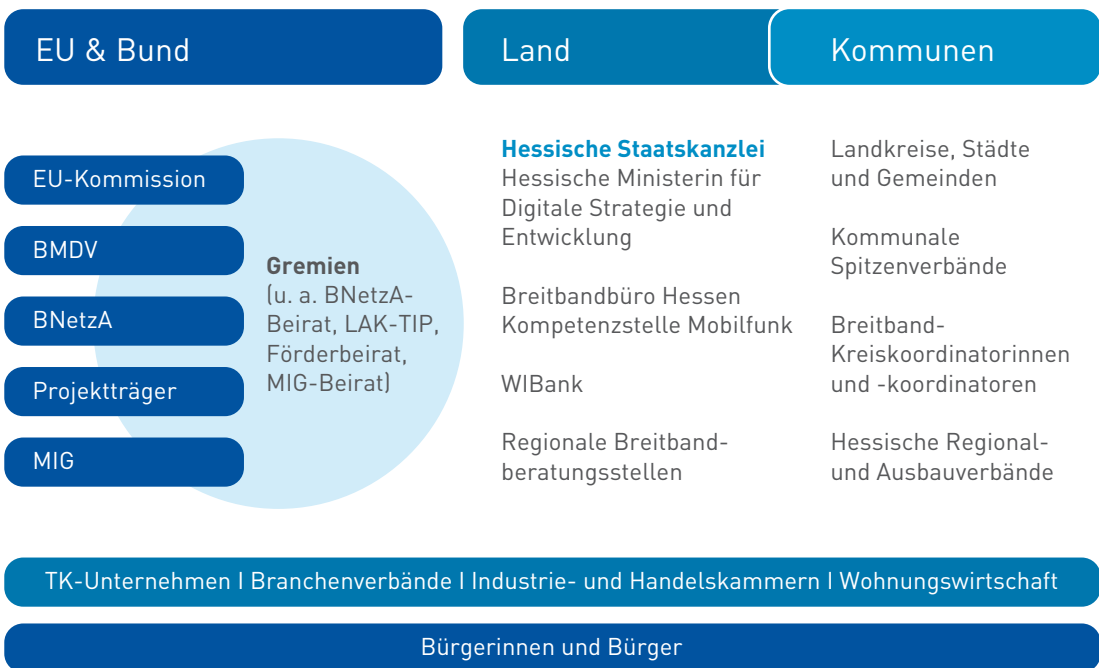 EU & Bund
Land
Kommunen
EU-Kommission
BMDV
BNetzA
Projektträger
MIG
Gremien
(u. a. BNetzA-
Beirat, LAK-TIP,
Förderbeirat,
MIG-Beirat)
Hessische Staatskanzlei
Hessische Ministerin für
Digitale Strategie und
Entwicklung
Breitbandbüro Hessen
Kompetenzstelle Mobilfunk
WIBank
Regionale Breitband-
beratungsstellen
Landkreise, Städte
und Gemeinden
Kommunale
Spitzenverbände
Breitband-
Kreiskoordinatorinnen
und -koordinatoren
Hessische Regional-
und Ausbauverbände
TK-Unternehmen I Branchenverbände I Industrie- und Handelskammern I Wohnungswirtschaft
Bürgerinnen und Bürger